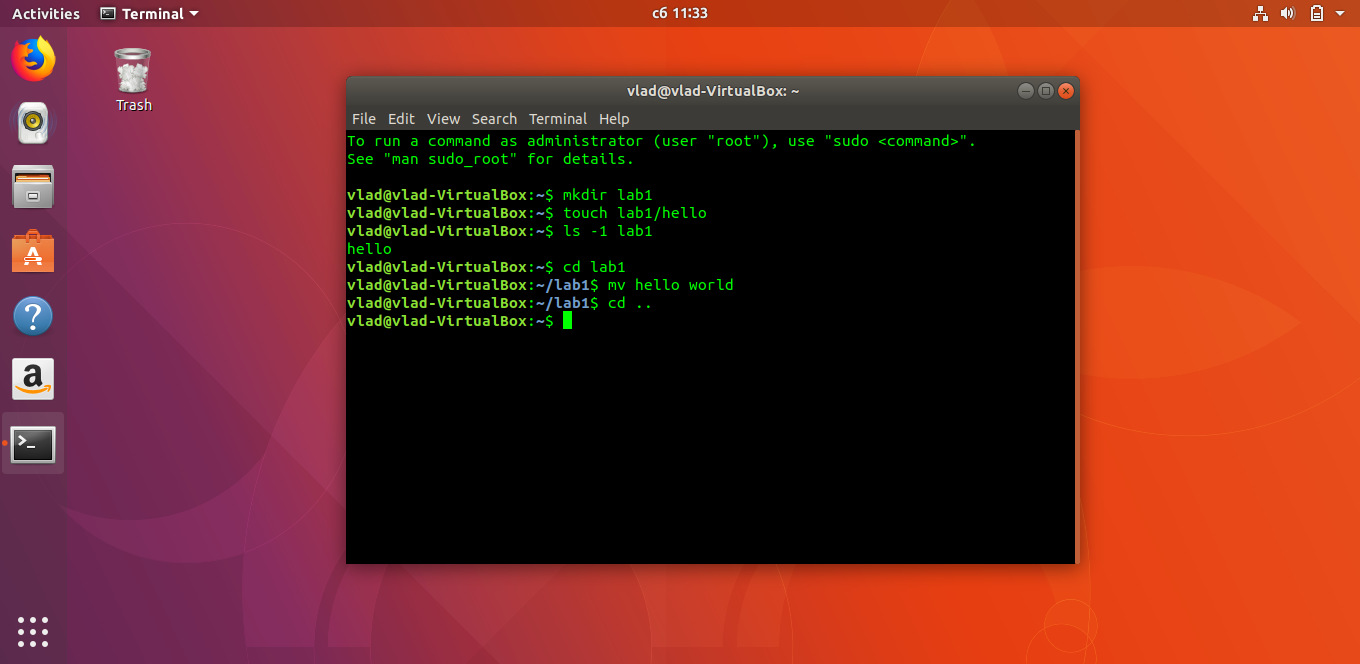 Activities
Terminal
сб 11:33
Trash
vlad@vlad-VirtualBox: ~
File Edit View Search Terminal Help
To run a command as administrator (user "root"), use "sudo <command>".
See "man sudo_root" for details.
vlad@vlad-VirtualBox:~$ mkdir lab1
vlad@vlad-VirtualBox:~$ touch lab1/hello
vlad@vlad-VirtualBox:~$ ls -1 lab1
hello
vlad@vlad-VirtualBox:~$ cd lab1
vlad@vlad-VirtualBox:~/lab1$ mv hello world
vlad@vlad-VirtualBox:~/lab1$ cd ..
vlad@vlad-VirtualBox:~$